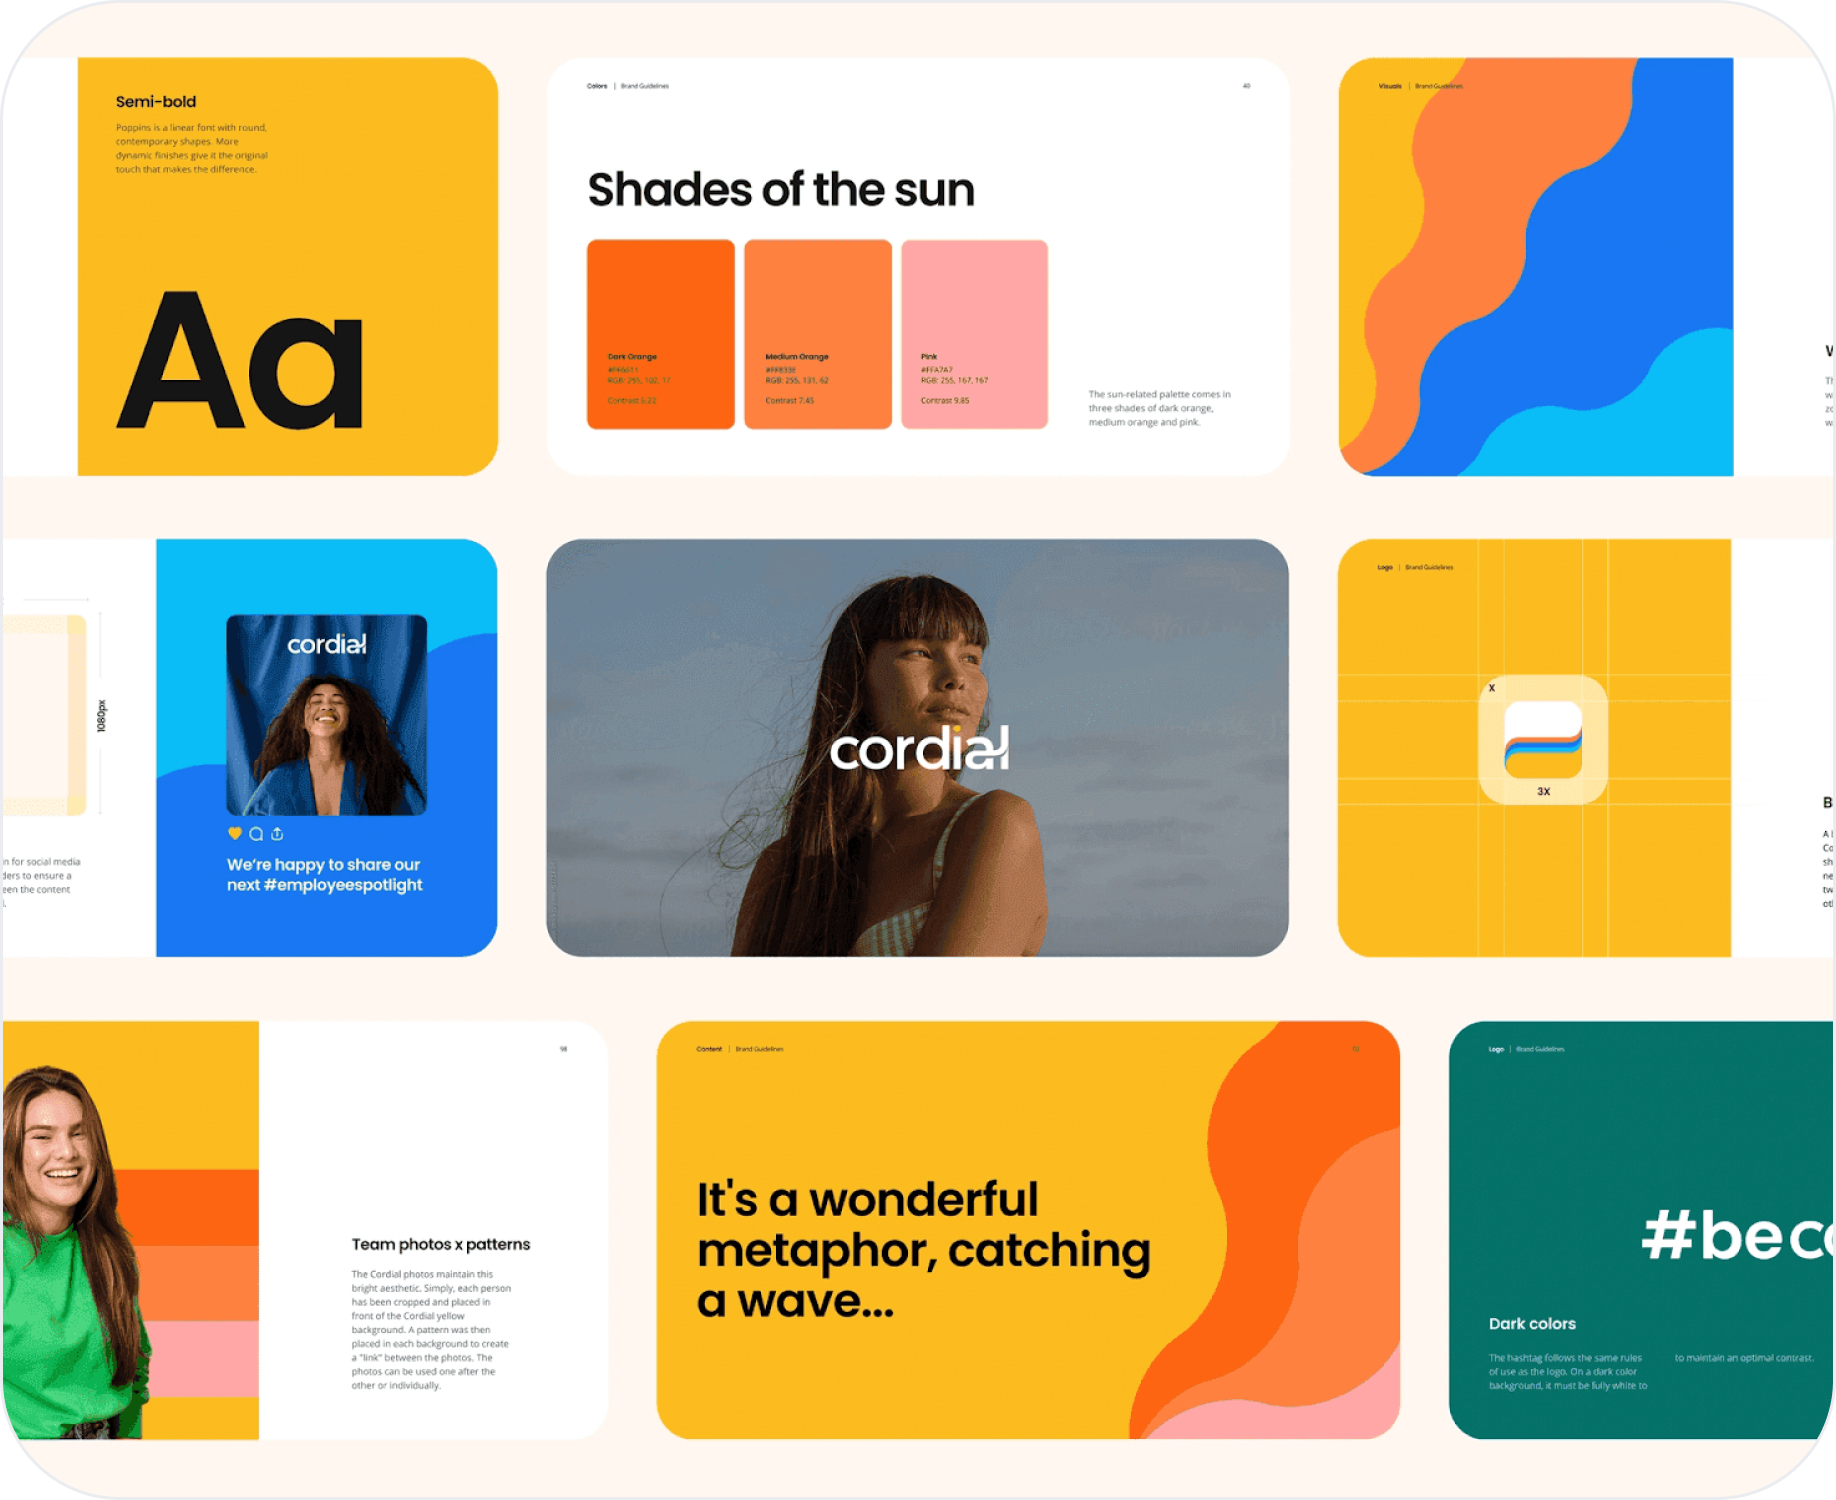 Semi-bold
Poppins is a linear font with round,
contemporary shapes. More
dynamic finishes give it the original
touch that makes the difference.
Aa
Colors | Brand Guidelines
40
Shades of the sun
Dark Orange
#FF6611
RGB: 255, 102, 17
Contrast 5.22
Medium Orange
#FF833E
RGB: 255, 131, 62
Contrast 7.45
Pink
#FFA7A7
RGB: 255, 167, 167
Contrast 9.85
The sun-related palette comes in
three shades of dark orange,
medium orange and pink.
Visuals | Brand Guidelines
1080px
n for social media
ders to ensure a
een the content
cordial
We're happy to share our
next #employeespotlight
cordial
Logo | Brand Guidelines
X
3X
B
A
Co
sh
ne
tw
98
Team photos x patterns
The Cordial photos maintain this
bright aesthetic. Simply, each person
has been cropped and placed in
front of the Cordial yellow
background. A pattern was then
placed in each background to create
a "link" between the photos. The
photos can be used one after the
other or individually.
Content | Brand Guidelines
It's a wonderful
metaphor, catching
a wave...
Logo | Brand Guidelines
#bec
Dark colors
The hashtag follows the same rules
of use as the logo. On a dark color
background, it must be fully white to
to maintain an optimal contrast.